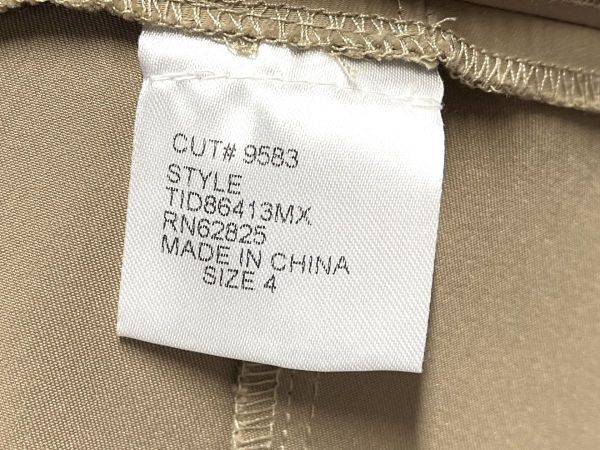 CUT# 9583
STYLE
TID86413MX
RN62825
MADE IN CHINA
SIZE 4